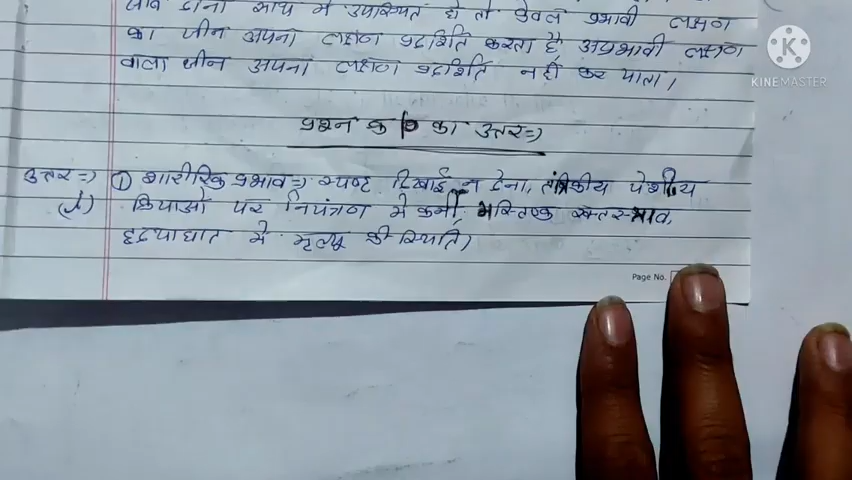 जीन दोनों साथ में उपस्थित हो तो केवल प्रभावी लक्षण
का जीन अपना लक्षण प्रदर्शित करता है अप्रभावी लक्षण
वाला जीन अपना लक्षण प्रदर्शित नहीं कर पाता।
KINEMASTER
प्रश्न क्र 10 का उत्तर⇒
उत्तर⇒ ① शारीरिक प्रभाव⇒ स्पष्ट दिखाई न देना, तंत्रिकीय पेशीय
क्रियाओं पर नियंत्रण में कमी, मस्तिष्क रक्तस्त्राव,
हृदयाघात में मृत्यु की स्थिति।
Page No.